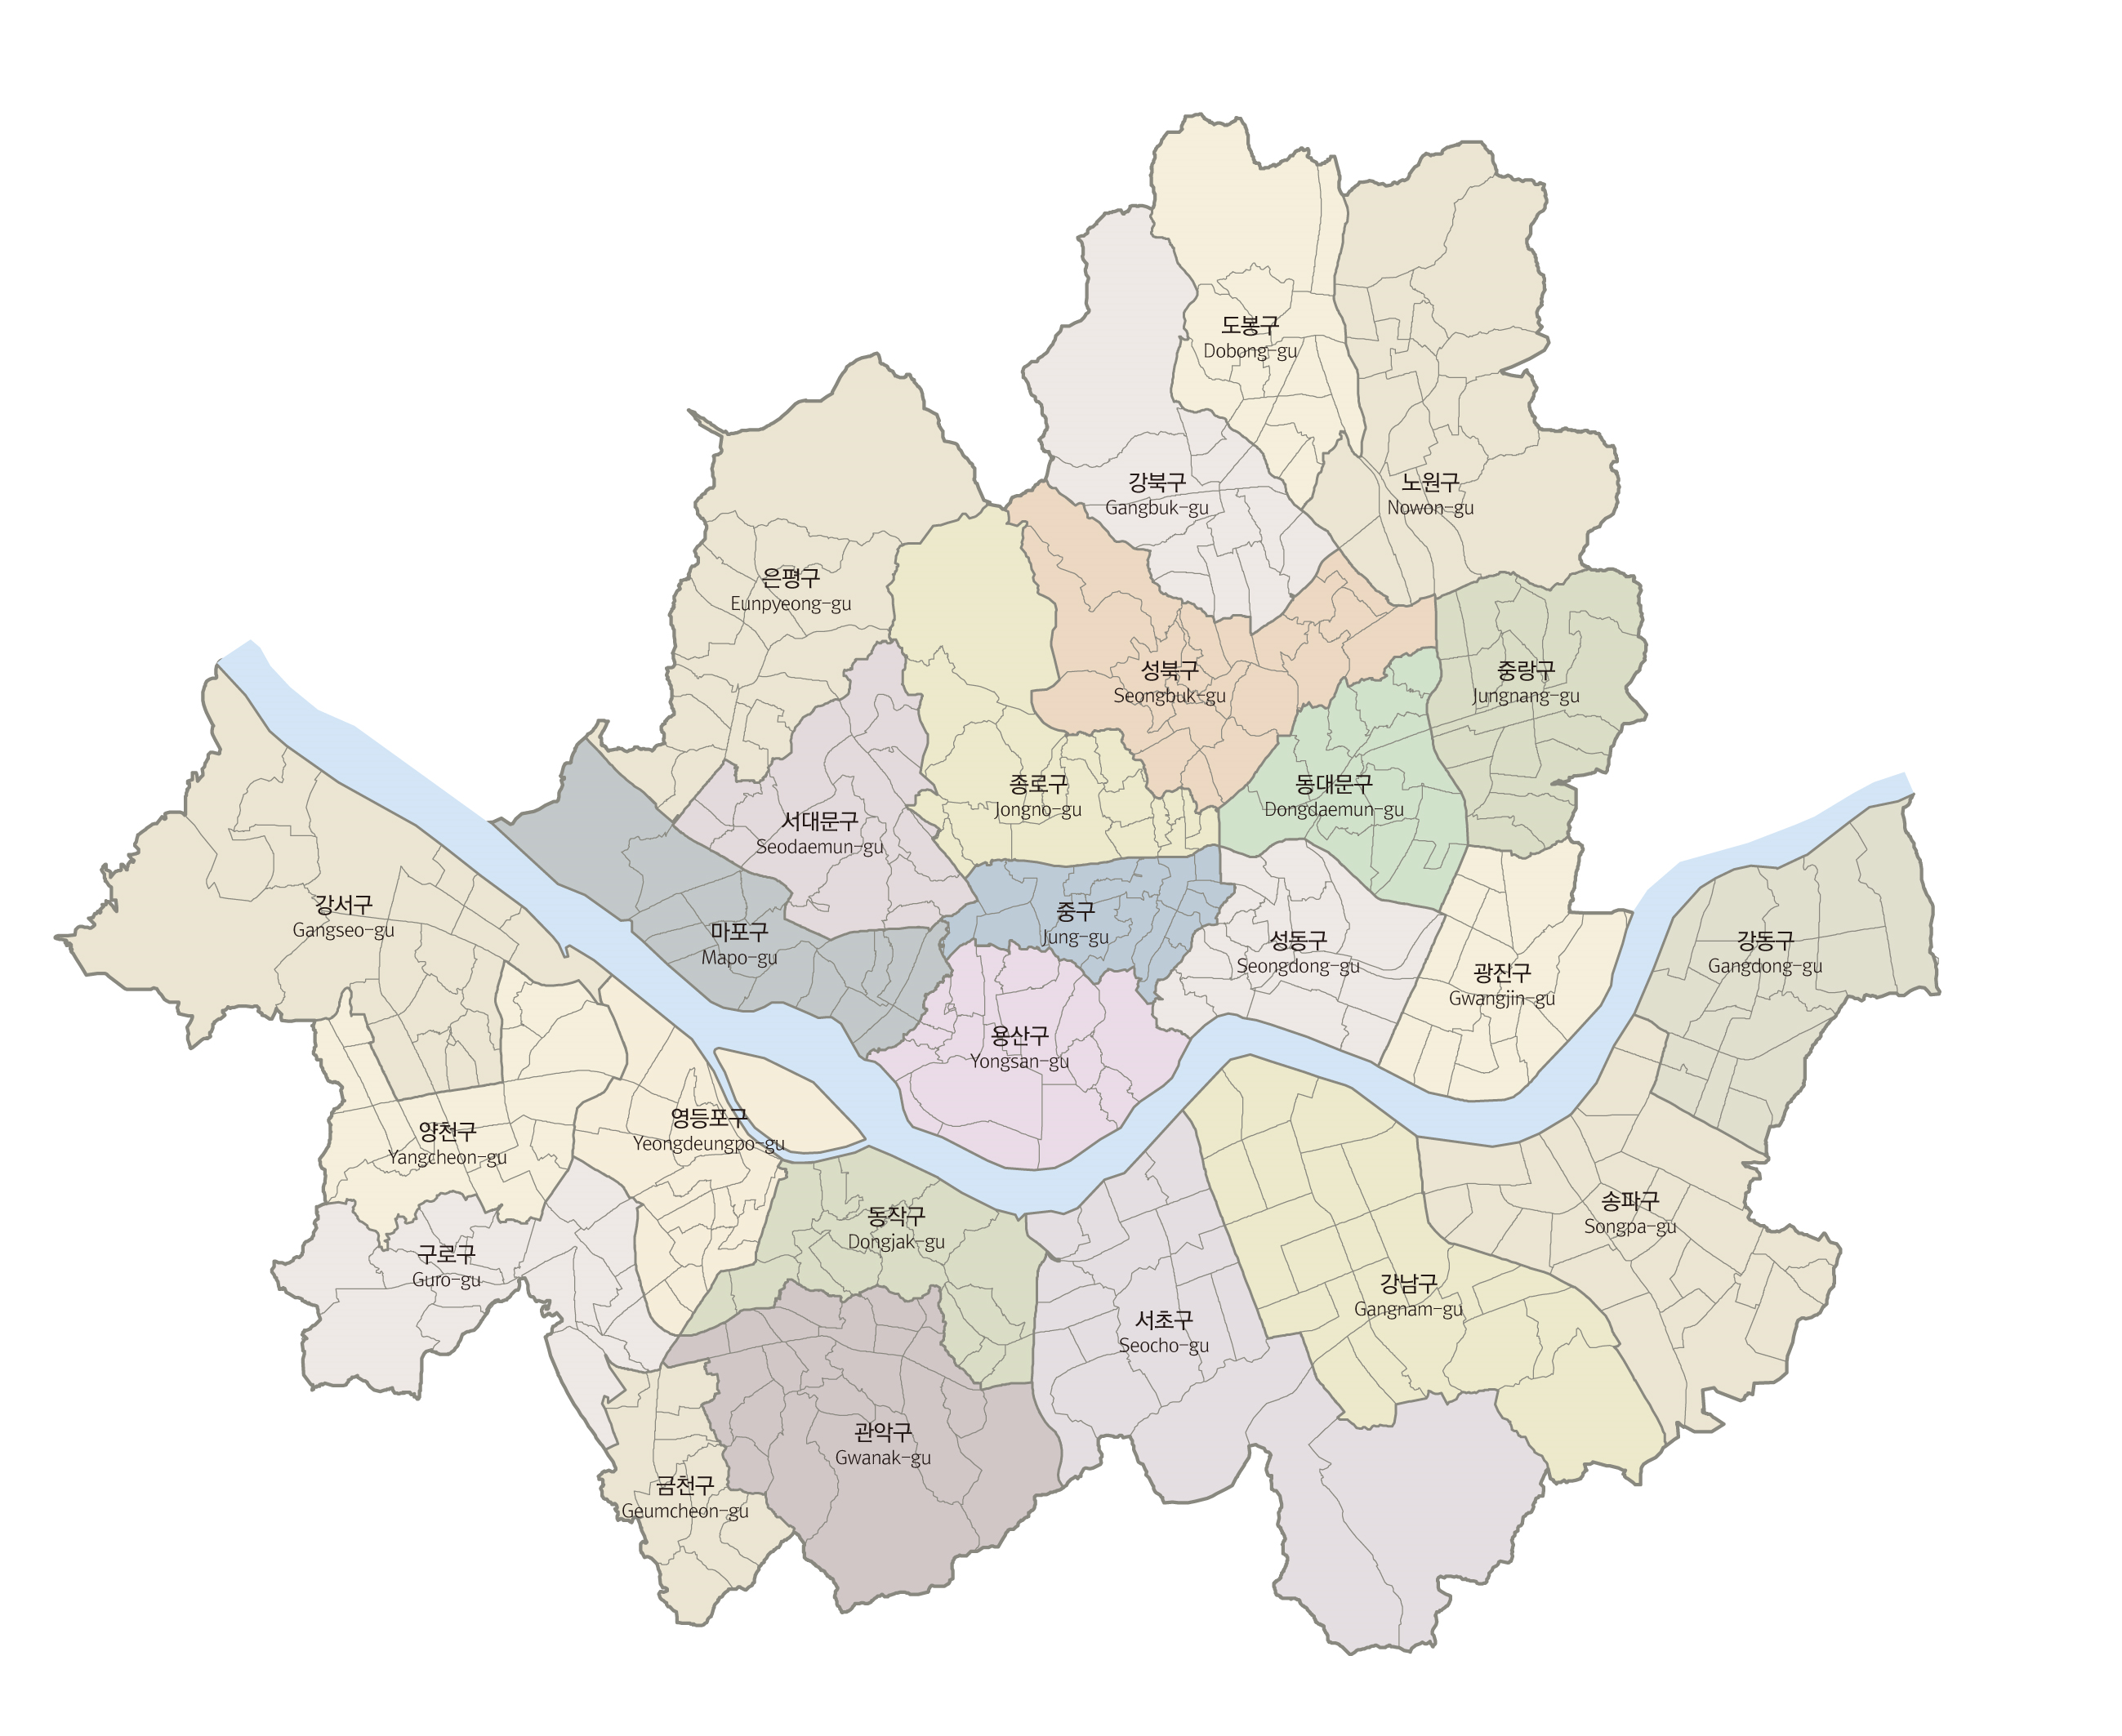 도봉구
Dobong-gu
강북구
Gangbuk-gu
노원구
Nowon-gu
은평구
Eunpyeong-gu
성북구
Seongbuk-gu
중랑구
Jungnang-gu
종로구
Jongno-gu
동대문구
Dongdaemun-gu
서대문구
Seodaemun-gu
강서구
Gangseo-gu
마포구
Mapo-gu
중구
Jung-gu
성동구
Seongdong-gu
광진구
Gwangjin-gu
강동구
Gangdong-gu
용산구
Yongsan-gu
양천구
Yangcheon-gu
영등포구
Yeongdeungpo-gu
동작구
Dongjak-gu
송파구
Songpa-gu
구로구
Guro-gu
강남구
Gangnam-gu
서초구
Seocho-gu
관악구
Gwanak-gu
금천구
Geumcheon-gu